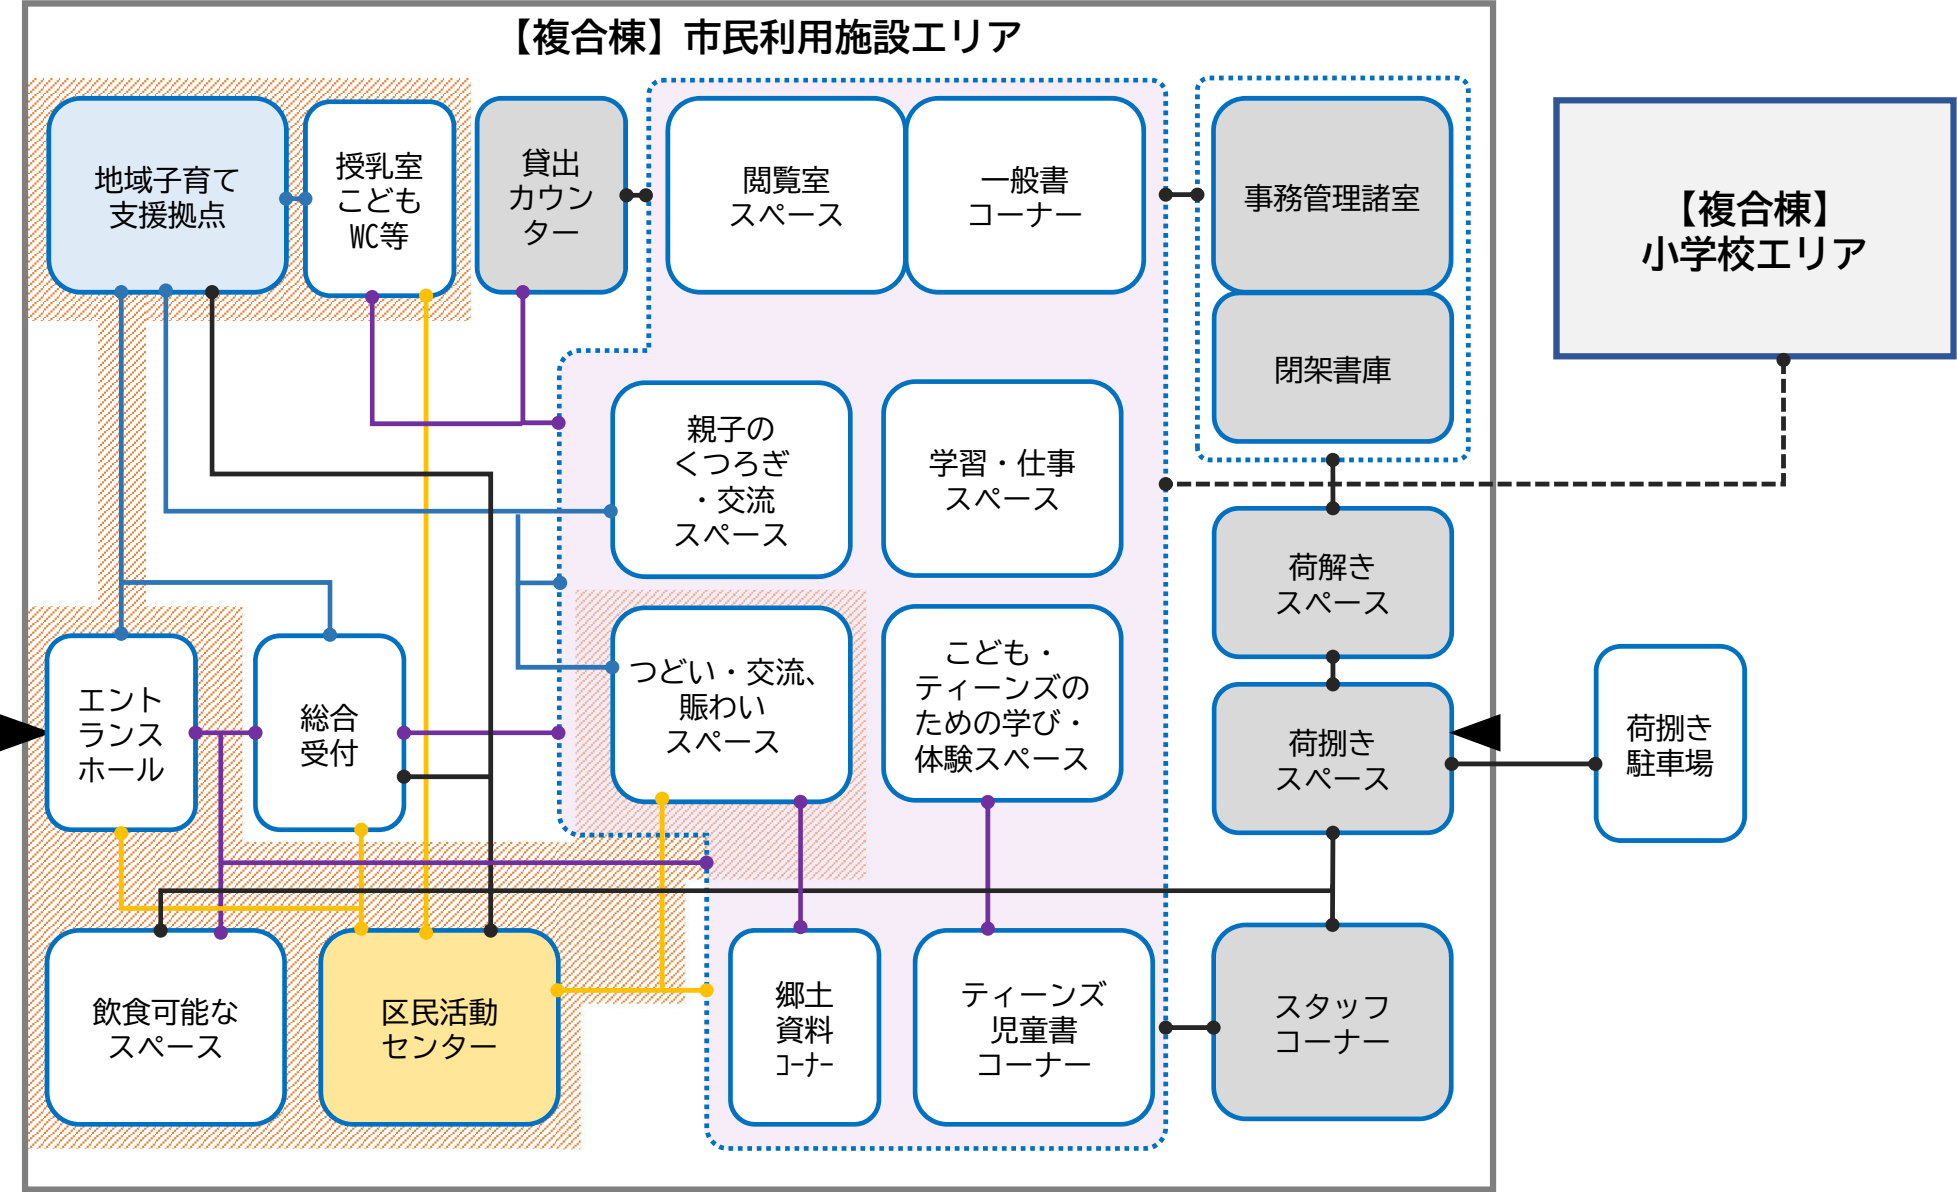 【複合棟】市民利用施設エリア
地域子育て
支援拠点
授乳室
こども
WC等
貸出
カウン
ター
閲覧室
スペース
一般書
コーナー
事務管理諸室
【複合棟】
小学校エリア
閉架書庫
親子の
くつろぎ
・交流
スペース
学習・仕事
スペース
荷解き
スペース
エント
ランス
ホール
総合
受付
つどい・交流、
賑わい
スペース
こども・
ティーンズの
ための学び・
体験スペース
荷捌き
スペース
荷捌き
駐車場
飲食可能な
スペース
区民活動
センター
郷土
資料
ｺｰﾅｰ
ティーンズ
児童書
コーナー
スタッフ
コーナー